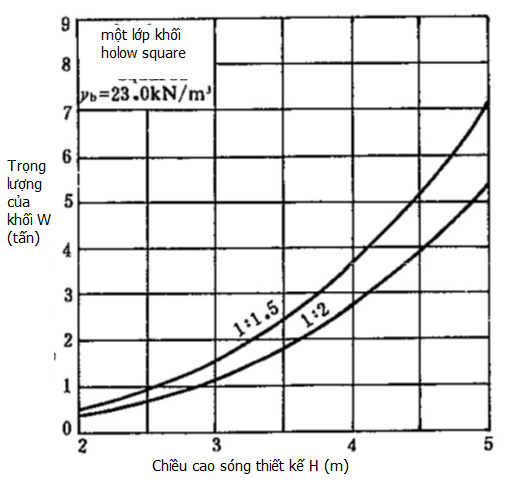 9
8
7
6
5
4
3
2
1
0
một lớp khối
holow square
γb=23.0kN/m³
Trọng
lượng
của
khối W
(tấn)
1:1.5
1:2
2 3 4 5
Chiều cao sóng thiết kế H (m)